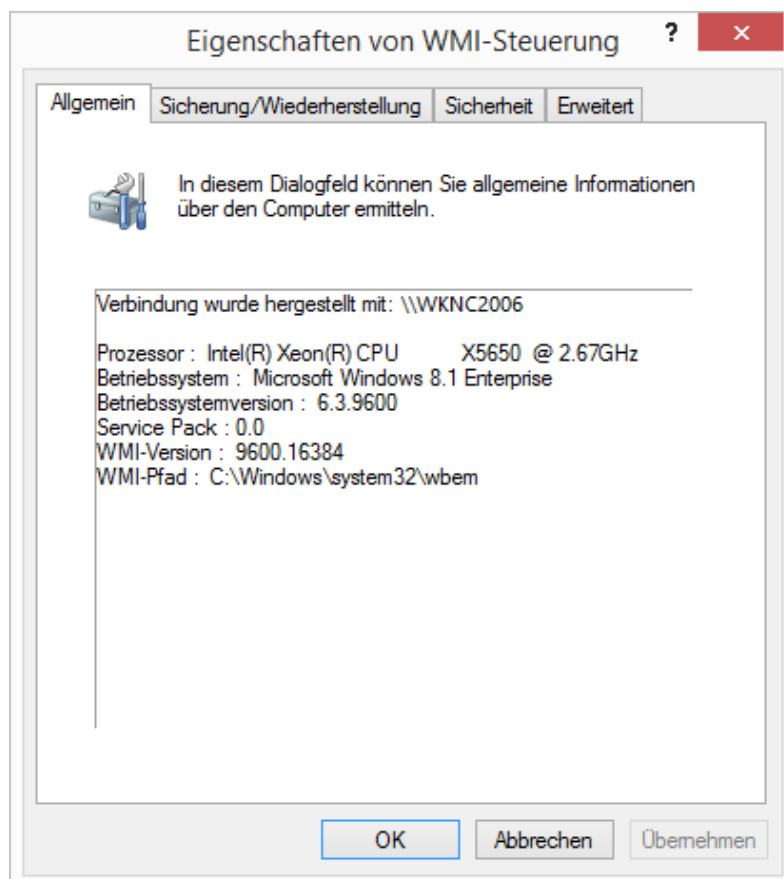 Eigenschaften von WMI-Steuerung
?
Allgemein Sicherung/Wiederherstellung Sicherheit Erweitert
In diesem Dialogfeld können Sie allgemeine Informationen
über den Computer ermitteln.
Verbindung wurde hergestellt mit: \\WKNC2006
Prozessor : Intel(R) Xeon(R) CPU X5650 @ 2.67GHz
Betriebssystem : Microsoft Windows 8.1 Enterprise
Betriebssystemversion : 6.3.9600
Service Pack : 0.0
WMI-Version : 9600.16384
WMI-Pfad : C:\Windows\system32\wbem
OK Abbrechen Übernehmen